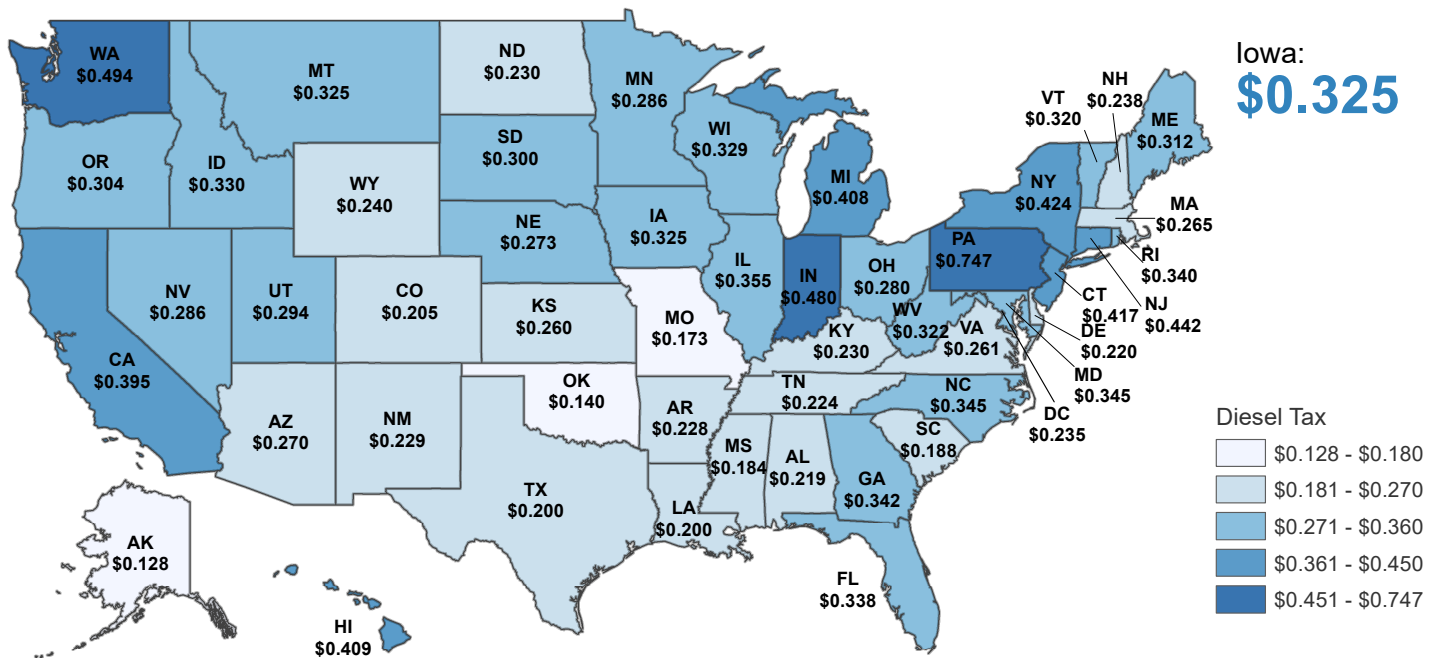 Iowa:
$0.325
WA
$0.494
MT
$0.325
ND
$0.230
MN
$0.286
OR
$0.304
ID
$0.330
WY
$0.240
SD
$0.300
WI
$0.329
MI
$0.408
NY
$0.424
VT
$0.320
NH
$0.238
ME
$0.312
MA
$0.265
RI
$0.340
CT
$0.417
NJ
$0.442
DE
$0.220
MD
$0.345
DC
$0.235
NE
$0.273
IA
$0.325
IL
$0.355
IN
$0.480
OH
$0.280
PA
$0.747
NV
$0.286
UT
$0.294
CO
$0.205
KS
$0.260
MO
$0.173
KY
$0.230
WV
$0.322
VA
$0.261
CA
$0.395
AZ
$0.270
NM
$0.229
OK
$0.140
AR
$0.228
TN
$0.224
NC
$0.345
SC
$0.188
MS
$0.184
AL
$0.219
GA
$0.342
TX
$0.200
LA
$0.200
FL
$0.338
AK
$0.128
HI
$0.409
Diesel Tax
$0.128 - $0.180
$0.181 - $0.270
$0.271 - $0.360
$0.361 - $0.450
$0.451 - $0.747